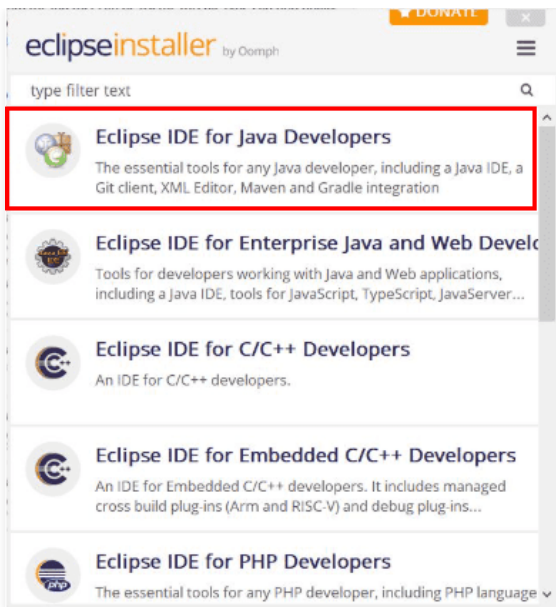 DONATE
eclipseinstaller by Oomph
type filter text
Eclipse IDE for Java Developers
The essential tools for any Java developer, including a Java IDE, a
Git client, XML Editor, Maven and Gradle integration
Eclipse IDE for Enterprise Java and Web Develo
Tools for developers working with Java and Web applications,
including a Java IDE, tools for JavaScript, TypeScript, JavaServer...
Eclipse IDE for C/C++ Developers
An IDE for C/C++ developers.
Eclipse IDE for Embedded C/C++ Developers
An IDE for Embedded C/C++ developers. It includes managed
cross build plug-ins (Arm and RISC-V) and debug plug-ins...
Eclipse IDE for PHP Developers
php
The essential tools for any PHP developer, including PHP language